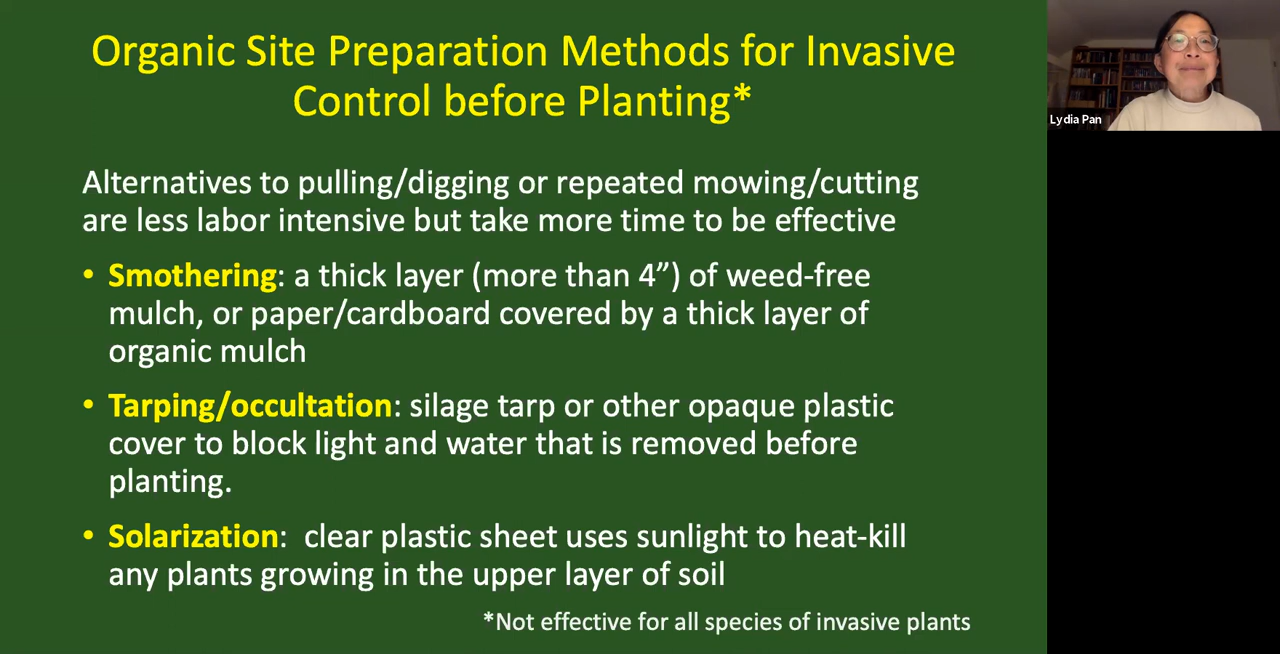 Organic Site Preparation Methods for Invasive
Control before Planting*
Lydia Pan
Alternatives to pulling/digging or repeated mowing/cutting
are less labor intensive but take more time to be effective
• Smothering: a thick layer (more than 4”) of weed-free
mulch, or paper/cardboard covered by a thick layer of
organic mulch
• Tarping/occultation: silage tarp or other opaque plastic
cover to block light and water that is removed before
planting.
• Solarization: clear plastic sheet uses sunlight to heat-kill
any plants growing in the upper layer of soil
*Not effective for all species of invasive plants